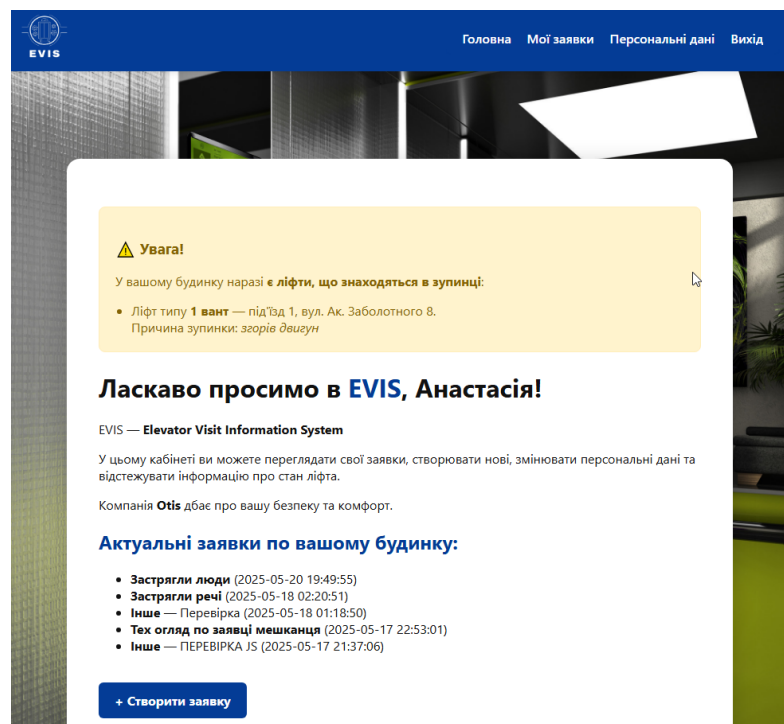 EVIS
Головна Мої заявки Персональні дані Вихід
Увага!
У вашому будинку наразі є ліфти, що знаходяться в зупинці:
Ліфт типу 1 вант — під'їзд 1, вул. Ак. Заболотного 8.
Причина зупинки: згорів двигун
Ласкаво просимо в EVIS, Анастасія!
EVIS — Elevator Visit Information System
У цьому кабінеті ви можете переглядати свої заявки, створювати нові, змінювати персональні дані та
відстежувати інформацію про стан ліфта.
Компанія Otis дбає про вашу безпеку та комфорт.
Актуальні заявки по вашому будинку:
Застрягли люди (2025-05-20 19:49:55)
Застрягли речі (2025-05-18 02:20:51)
Інше — Перевірка (2025-05-18 01:18:50)
Тех огляд по заявці мешканця (2025-05-17 22:53:01)
Інше — ПЕРЕВІРКА JS (2025-05-17 21:37:06)
+ Створити заявку